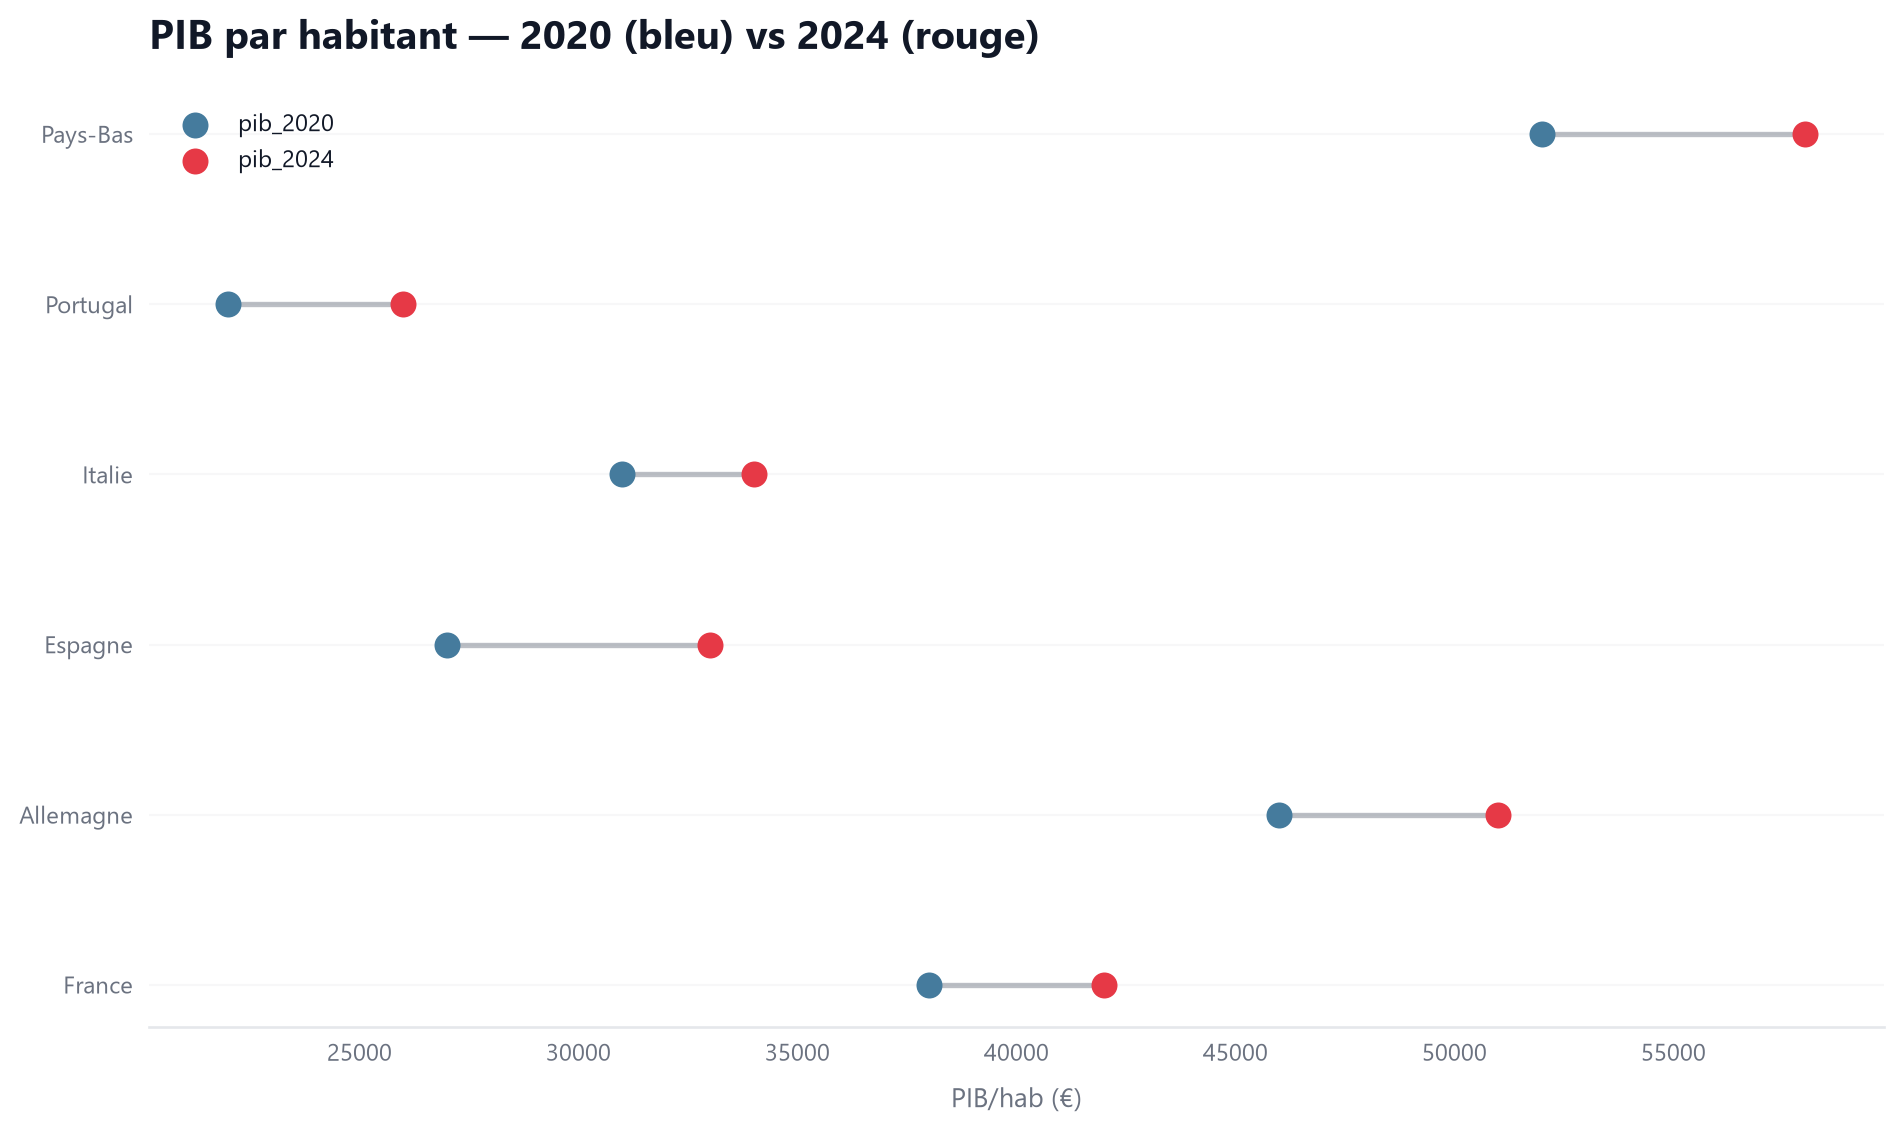 PIB par habitant — 2020 (bleu) vs 2024 (rouge)
pib_2020
pib_2024
Pays-Bas
Portugal
Italie
Espagne
Allemagne
France
25000 30000 35000 40000 45000 50000 55000
PIB/hab (€)